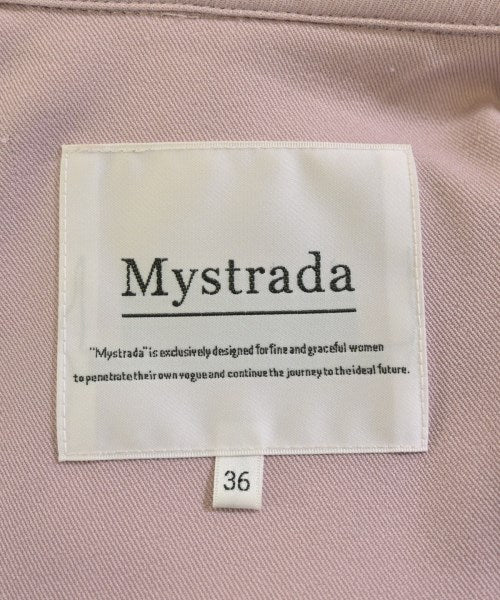 Mystrada
"Mystrada" is exclusively designed for fine and graceful women
to penetrate their own vogue and continue the journey to the ideal future.
36